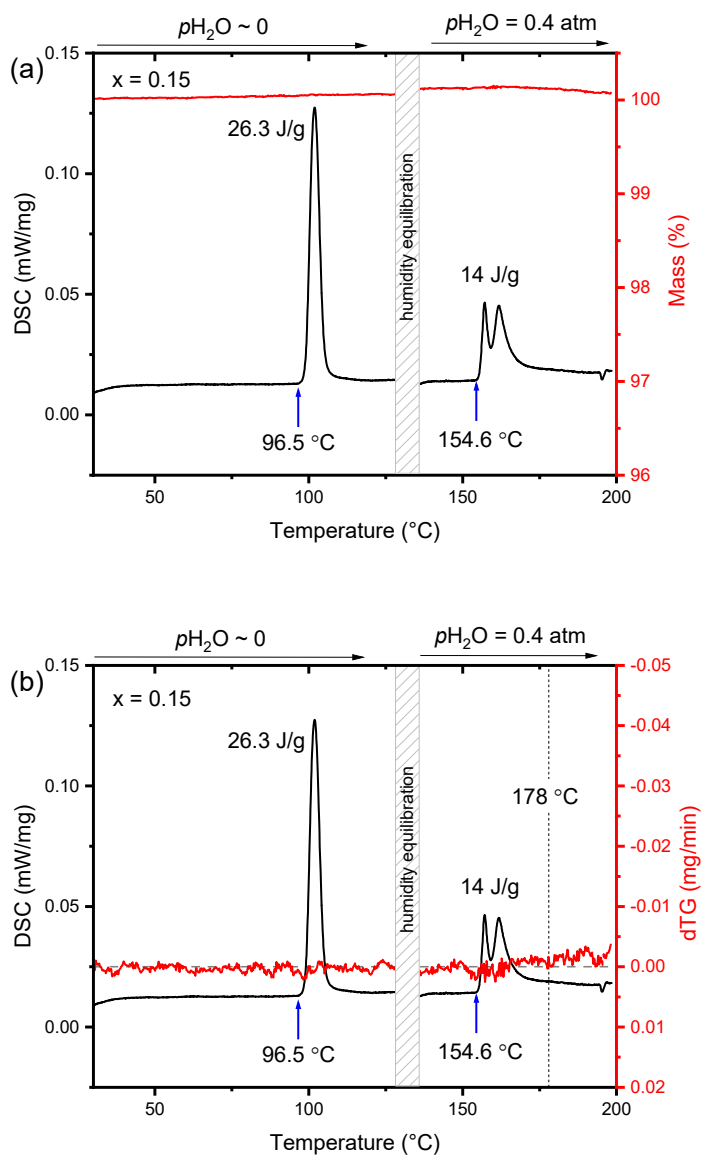 pH₂O ~ 0
pH₂O = 0.4 atm
(a)
x = 0.15
26.3 J/g
14 J/g
humidity equilibration
96.5 °C
154.6 °C
0.15
0.10
0.05
0.00
DSC (mW/mg)
100
99
98
97
96
Mass (%)
50
100
150
200
Temperature (°C)
pH₂O ~ 0
pH₂O = 0.4 atm
(b)
x = 0.15
26.3 J/g
14 J/g
178 °C
humidity equilibration
96.5 °C
154.6 °C
0.15
0.10
0.05
0.00
DSC (mW/mg)
-0.05
-0.04
-0.03
-0.02
-0.01
0.00
0.01
0.02
dTG (mg/min)
50
100
150
200
Temperature (°C)